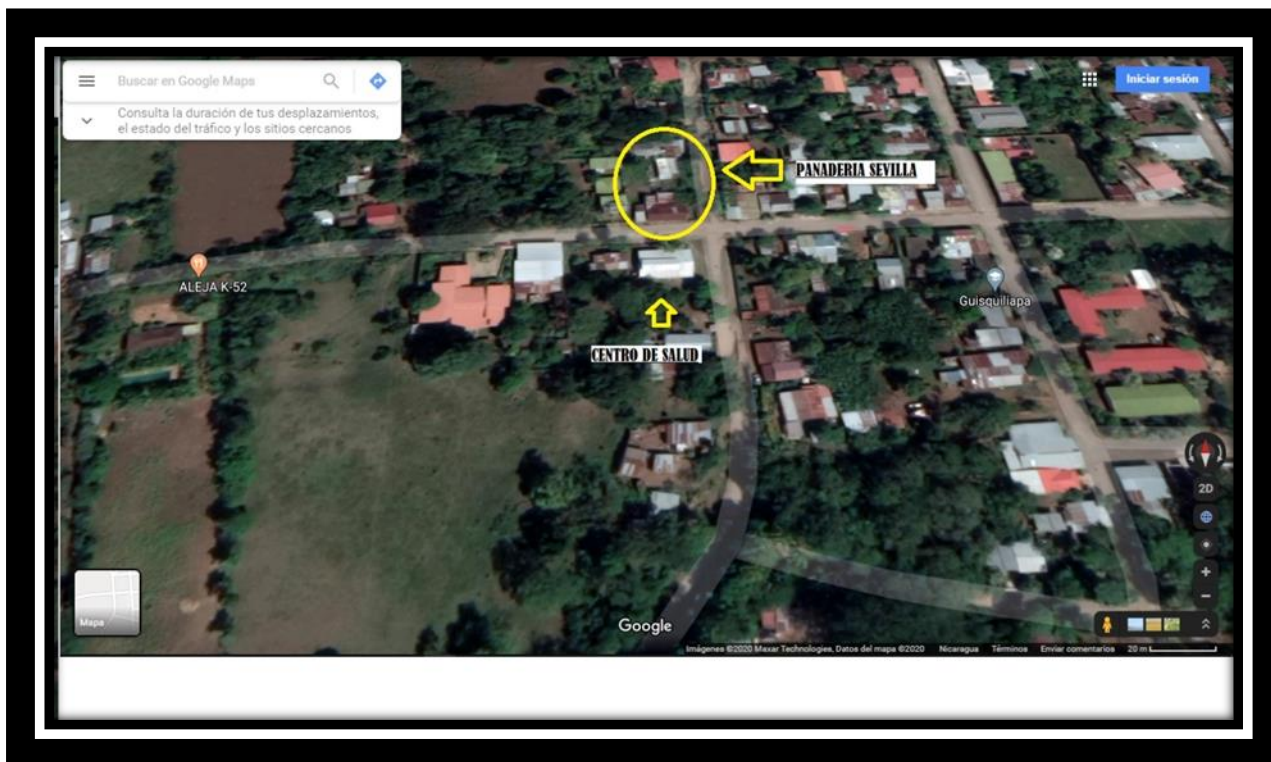 Buscar en Google Maps
Iniciar sesión
Consulta la duración de tus desplazamientos,
el estado del tráfico y los sitios cercanos
PANADERIA SEVILLA
ALEJA K-52
Guisquiliapa
CENTRO DE SALUD
2D
Mapa
Google
Imágenes ©2020 Maxar Technologies, Datos del mapa ©2020 Nicaragua Términos Enviar comentarios 20 m